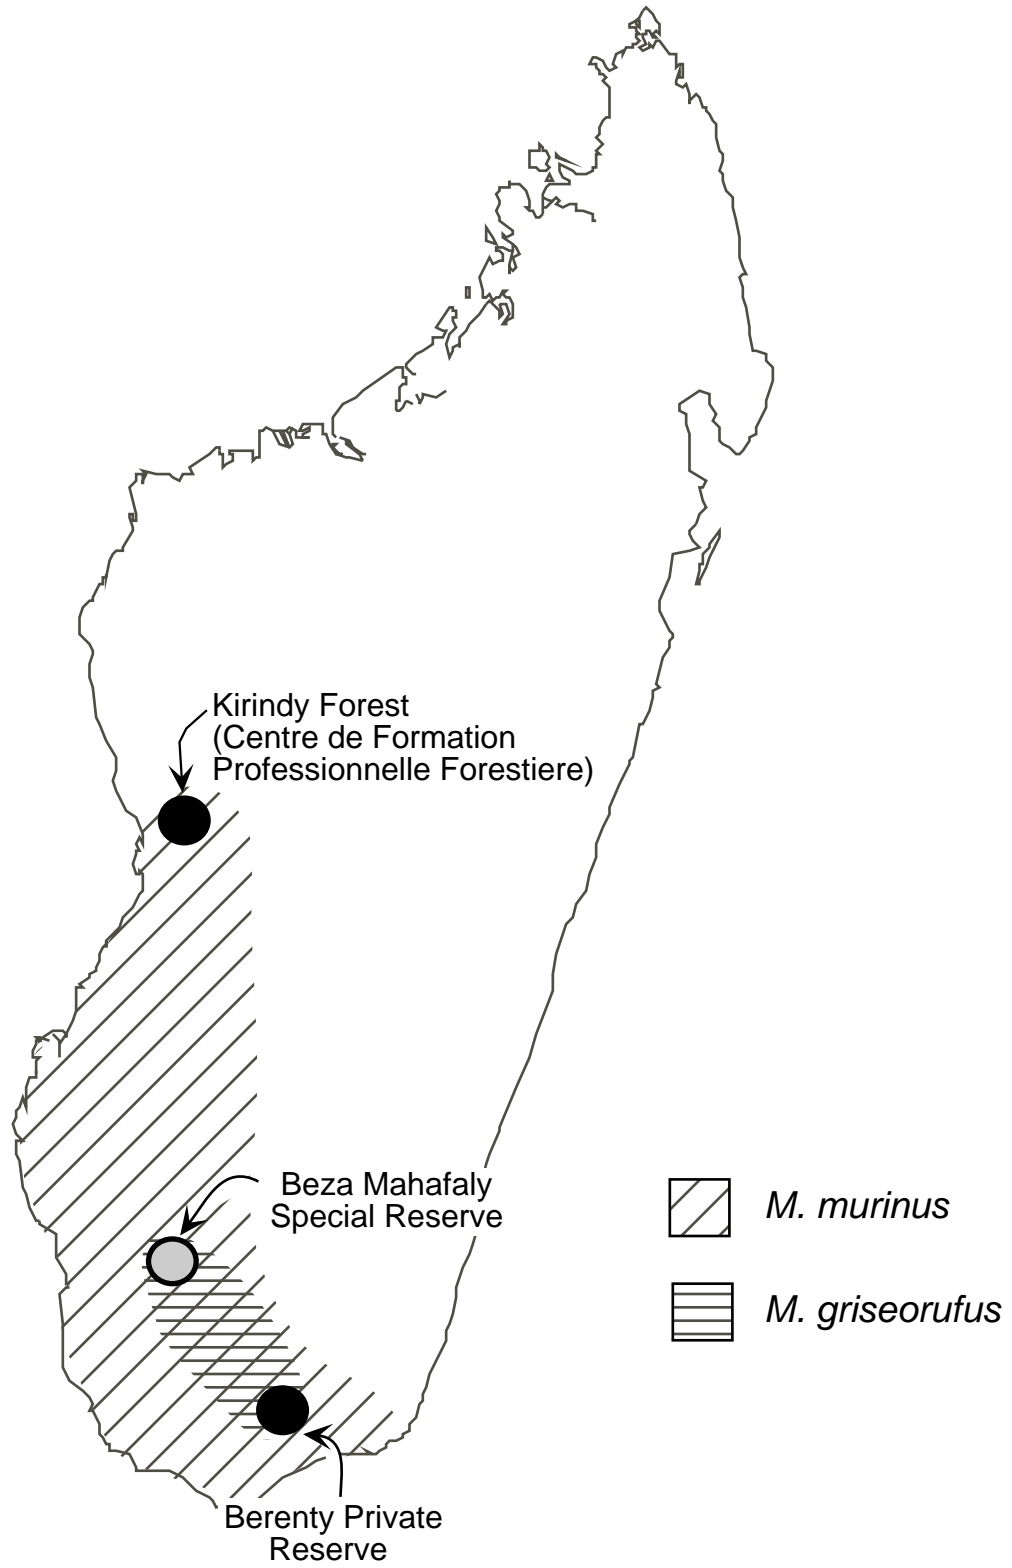 Kirindy Forest
(Centre de Formation
Professionnelle Forestiere)
Beza Mahafaly
Special Reserve
M. murinus
M. griseorufus
Berenty Private
Reserve